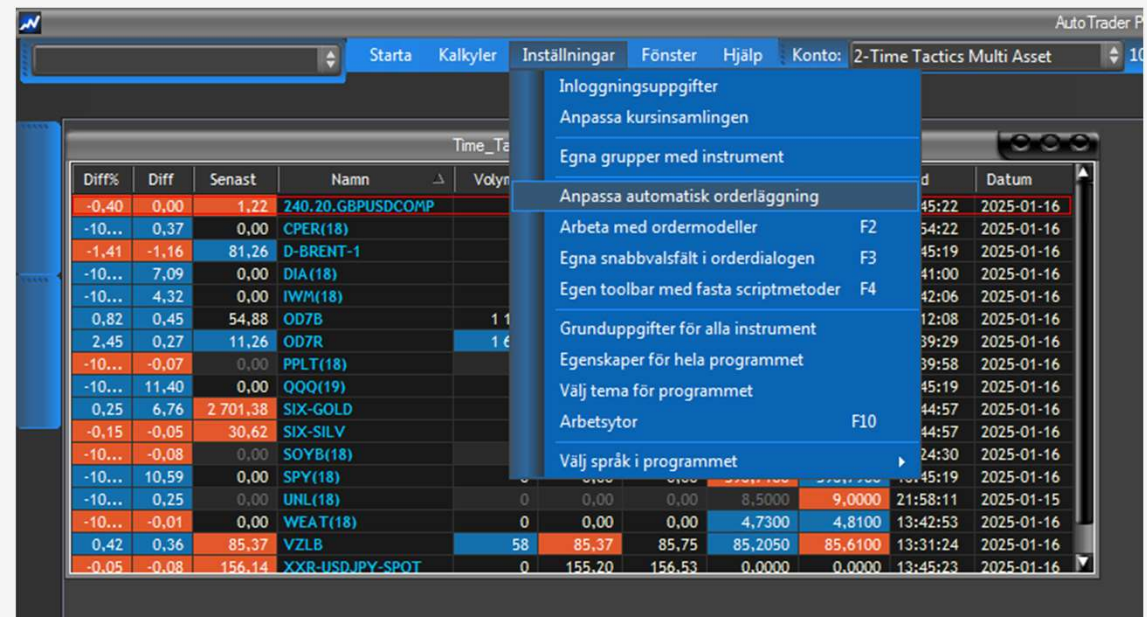 AutoTrader P
Starta Kalkyler Inställningar Fönster Hjälp Konto: 2-Time Tactics Multi Asset 10
Inloggningsuppgifter
Anpassa kursinsamlingen
Egna grupper med instrument
Anpassa automatisk orderläggning
Arbeta med ordermodeller F2
Egna snabbvalsfält i orderdialogen F3
Egen toolbar med fasta scriptmetoder F4
Grunduppgifter för alla instrument
Egenskaper för hela programmet
Välj tema för programmet
Arbetsytor F10
Välj språk i programmet
Time_Ta
Diff% Diff Senast Namn Volyn d Datum
-0,40 0,00 1,22 240.20.GBPUSDCOMP 45:22 2025-01-16
-10... 0,37 0,00 CPER(18) 54:22 2025-01-16
-1,41 -1,16 81,26 D-BRENT-1 45:19 2025-01-16
-10... 7,09 0,00 DIA(18) 41:00 2025-01-16
-10... 4,32 0,00 IWM(18) 42:06 2025-01-16
0,82 0,45 54,88 OD7B 1 1 12:08 2025-01-16
2,45 0,27 11,26 OD7R 1 6 39:29 2025-01-16
-10... -0,07 0,00 PPLT(18) 39:58 2025-01-16
-10... 11,40 0,00 QQQ(19) 45:19 2025-01-16
0,25 6,76 2 701,38 SIX-GOLD 44:57 2025-01-16
-0,15 -0,05 30,62 SIX-SILV 44:57 2025-01-16
-10... -0,08 0,00 SOYB(18) 24:30 2025-01-16
-10... 10,59 0,00 SPY(18) 45:19 2025-01-16
-10... 0,25 0,00 UNL(18) 0 0,00 0,00 8,5000 9,0000 21:58:11 2025-01-15
-10... -0,01 0,00 WEAT(18) 0 0,00 0,00 4,7300 4,8100 13:42:53 2025-01-16
0,42 0,36 85,37 VZLB 58 85,37 85,75 85,2050 85,6100 13:31:24 2025-01-16
-0,05 -0,08 156,14 XXR-USDJPY-SPOT 0 155,20 156,53 0,0000 0,0000 13:45:23 2025-01-16